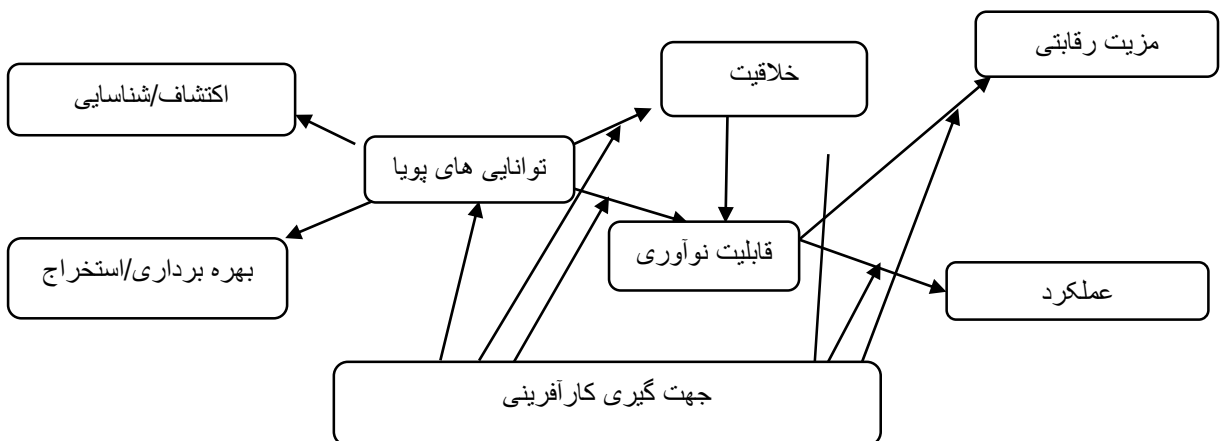 مزیت رقابتی
خلاقیت
اکتشاف/شناسایی
توانایی های پویا
قابلیت نوآوری
بهره برداری/استخراج
عملکرد
جهت گیری کارآفرینی